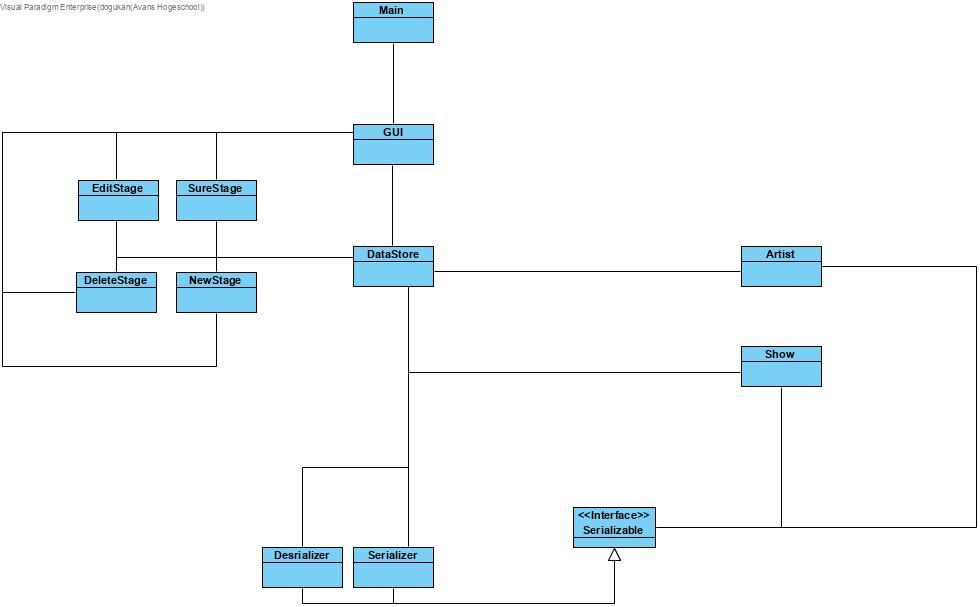 Visual Paradigm Enterprise(dogukan(Avans Hogeschool))
Main
GUI
EditStage
SureStage
DataStore
Artist
DeleteStage
NewStage
Show
<<Interface>>
Serializable
Desrializer
Serializer